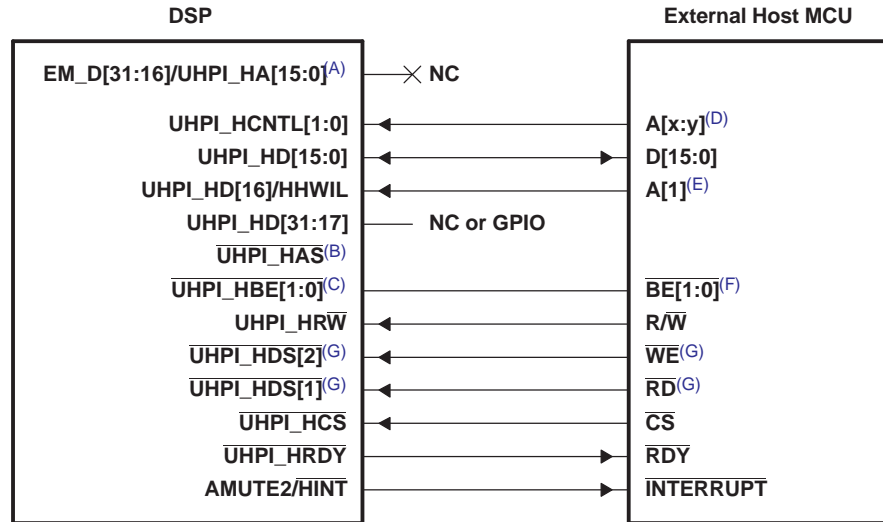 DSP External Host MCU
EM_D[31:16]/UHPI_HA[15:0](A) NC
UHPI_HCNTL[1:0] A[x:y](D)
UHPI_HD[15:0] D[15:0]
UHPI_HD[16]/HHWIL A[1](E)
UHPI_HD[31:17] NC or GPIO
UHPI_HAS(B)
UHPI_HBE[1:0](C) BE[1:0](F)
UHPI_HRW R/W
UHPI_HDS[2](G) WE(G)
UHPI_HDS[1](G) RD(G)
UHPI_HCS CS
UHPI_HRDY RDY
AMUTE2/HINT INTERRUPT